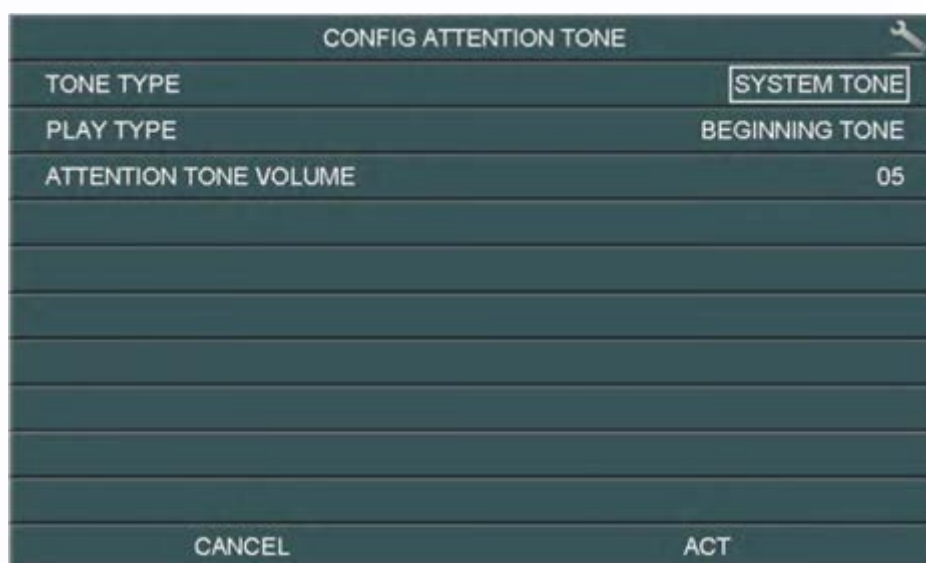 CONFIG ATTENTION TONE
TONE TYPE SYSTEM TONE
PLAY TYPE BEGINNING TONE
ATTENTION TONE VOLUME 05
CANCEL ACT